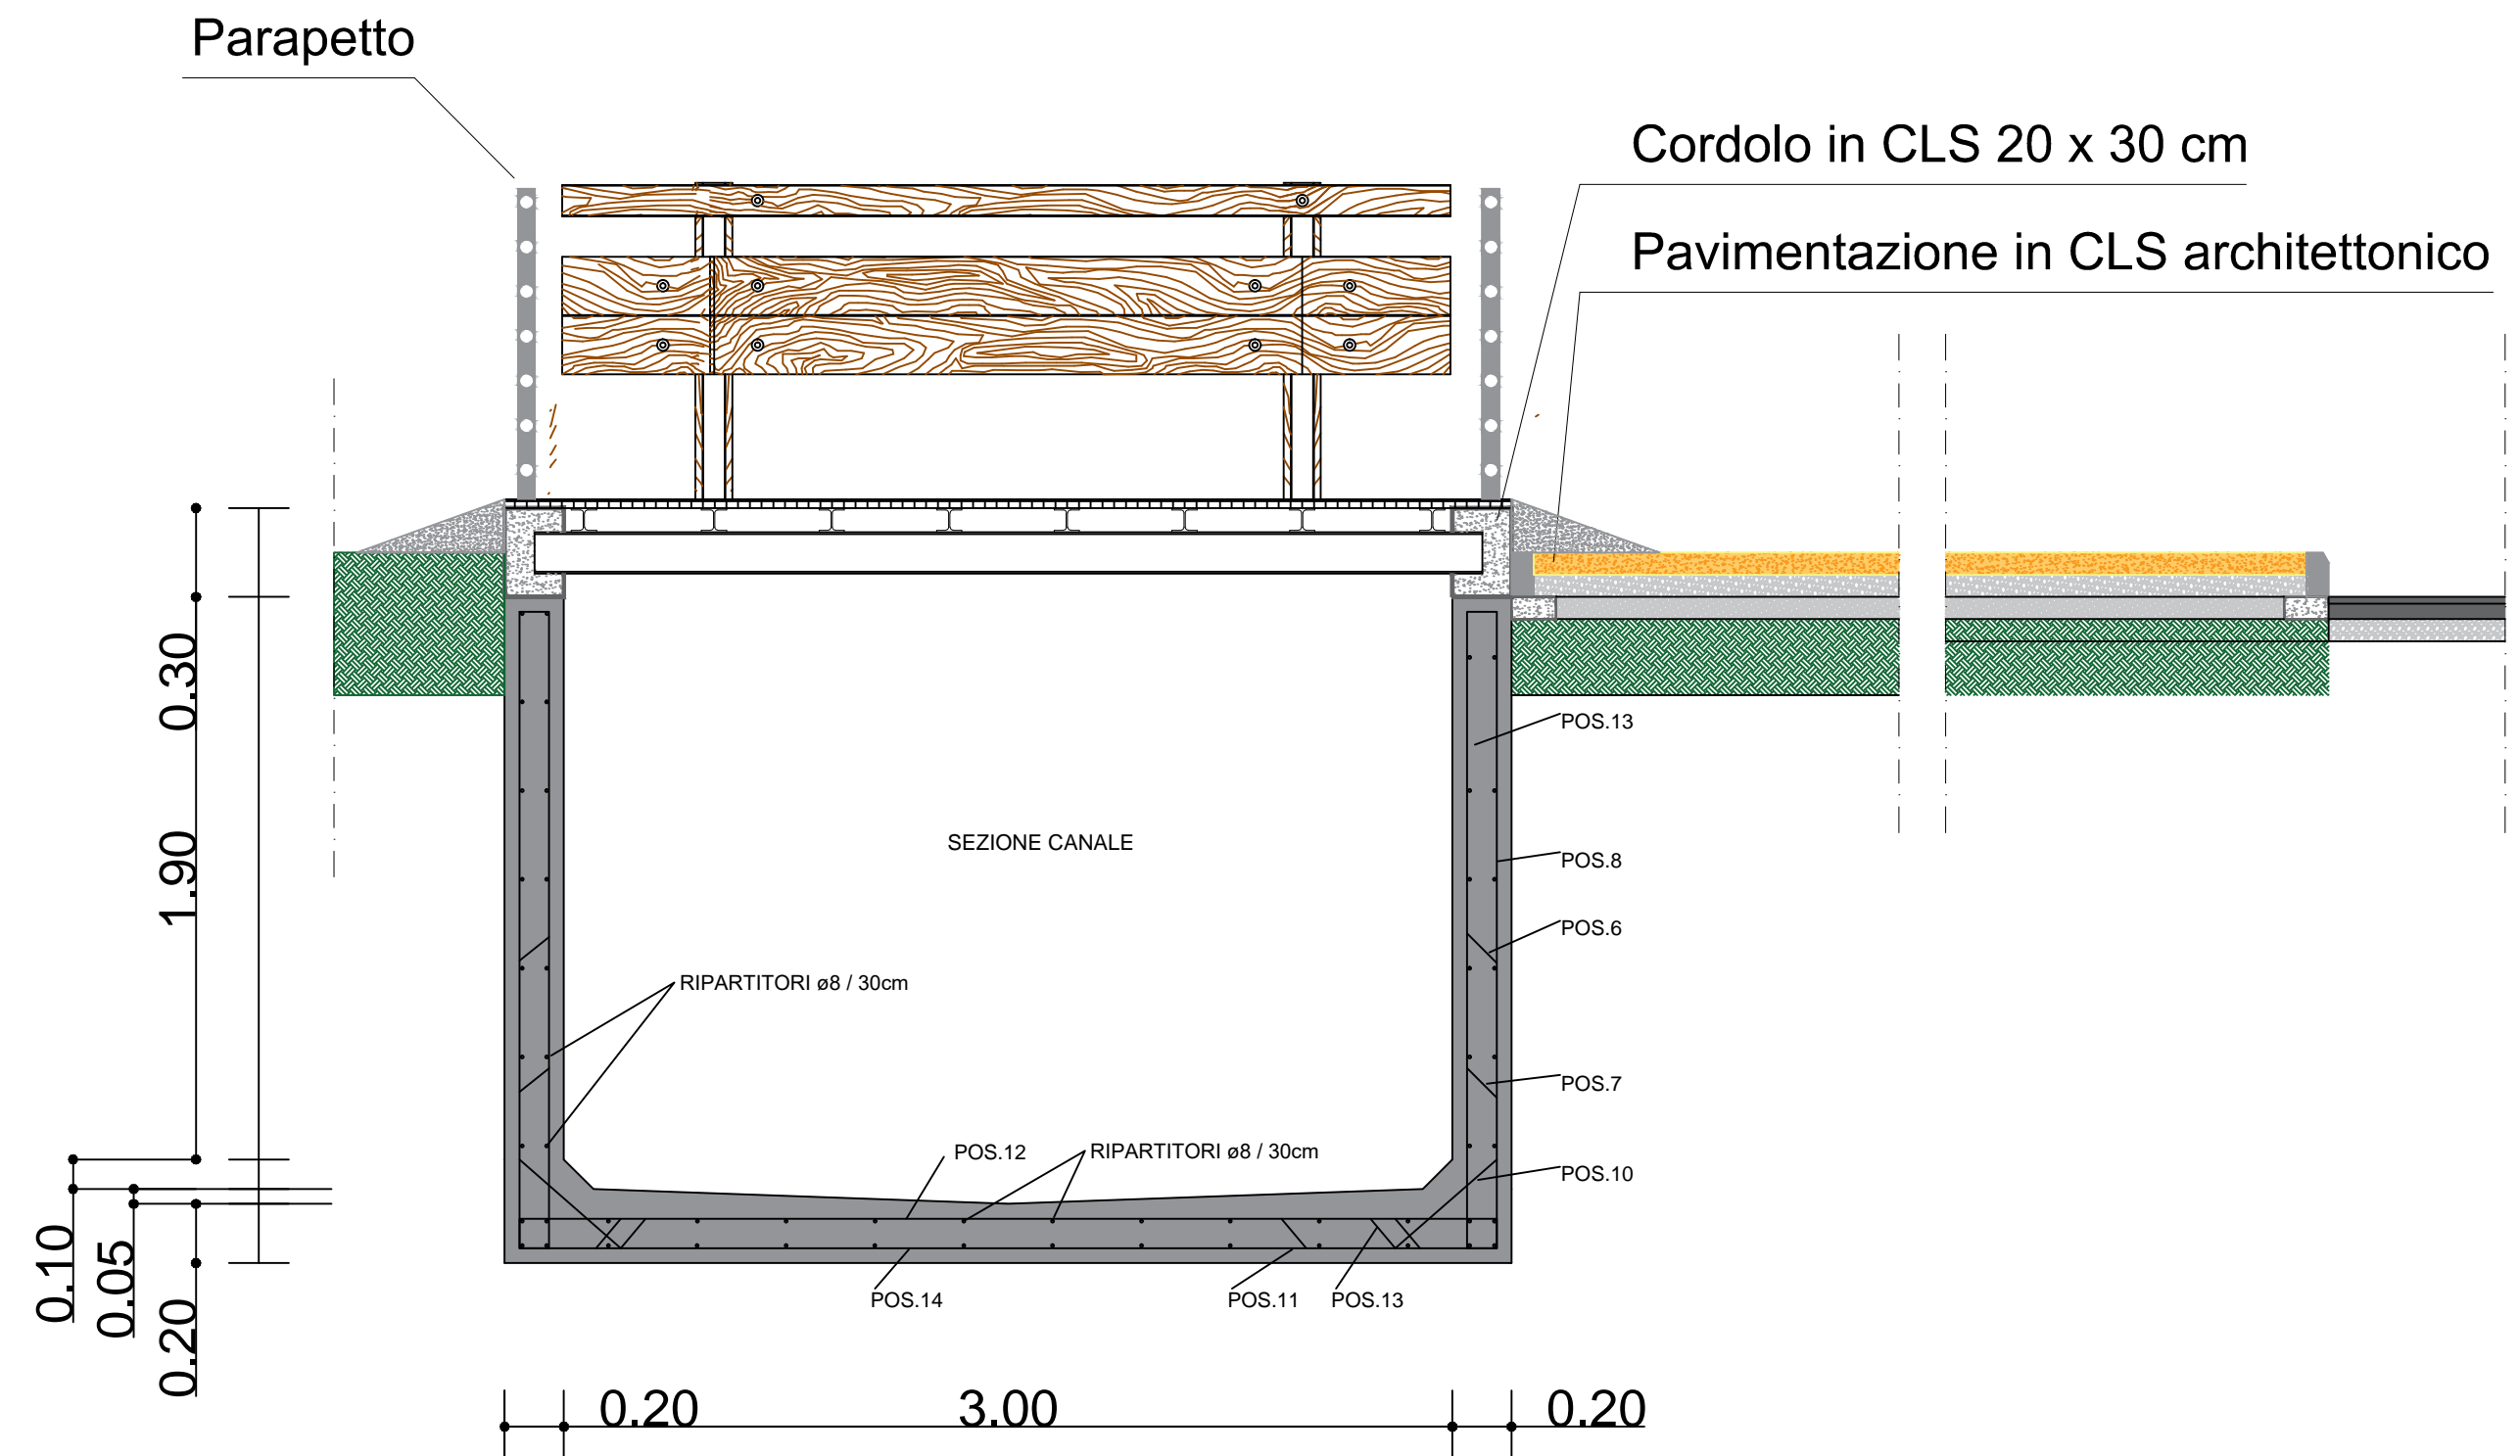 Parapetto
Cordolo in CLS 20 x 30 cm
Pavimentazione in CLS architettonico
0.30
1.90
0.10
0.05
0.20
SEZIONE CANALE
RIPARTITORI ø8 / 30cm
POS.12
RIPARTITORI ø8 / 30cm
POS.13
POS.8
POS.6
POS.7
POS.10
POS.14
POS.11
POS.13
0.20
3.00
0.20